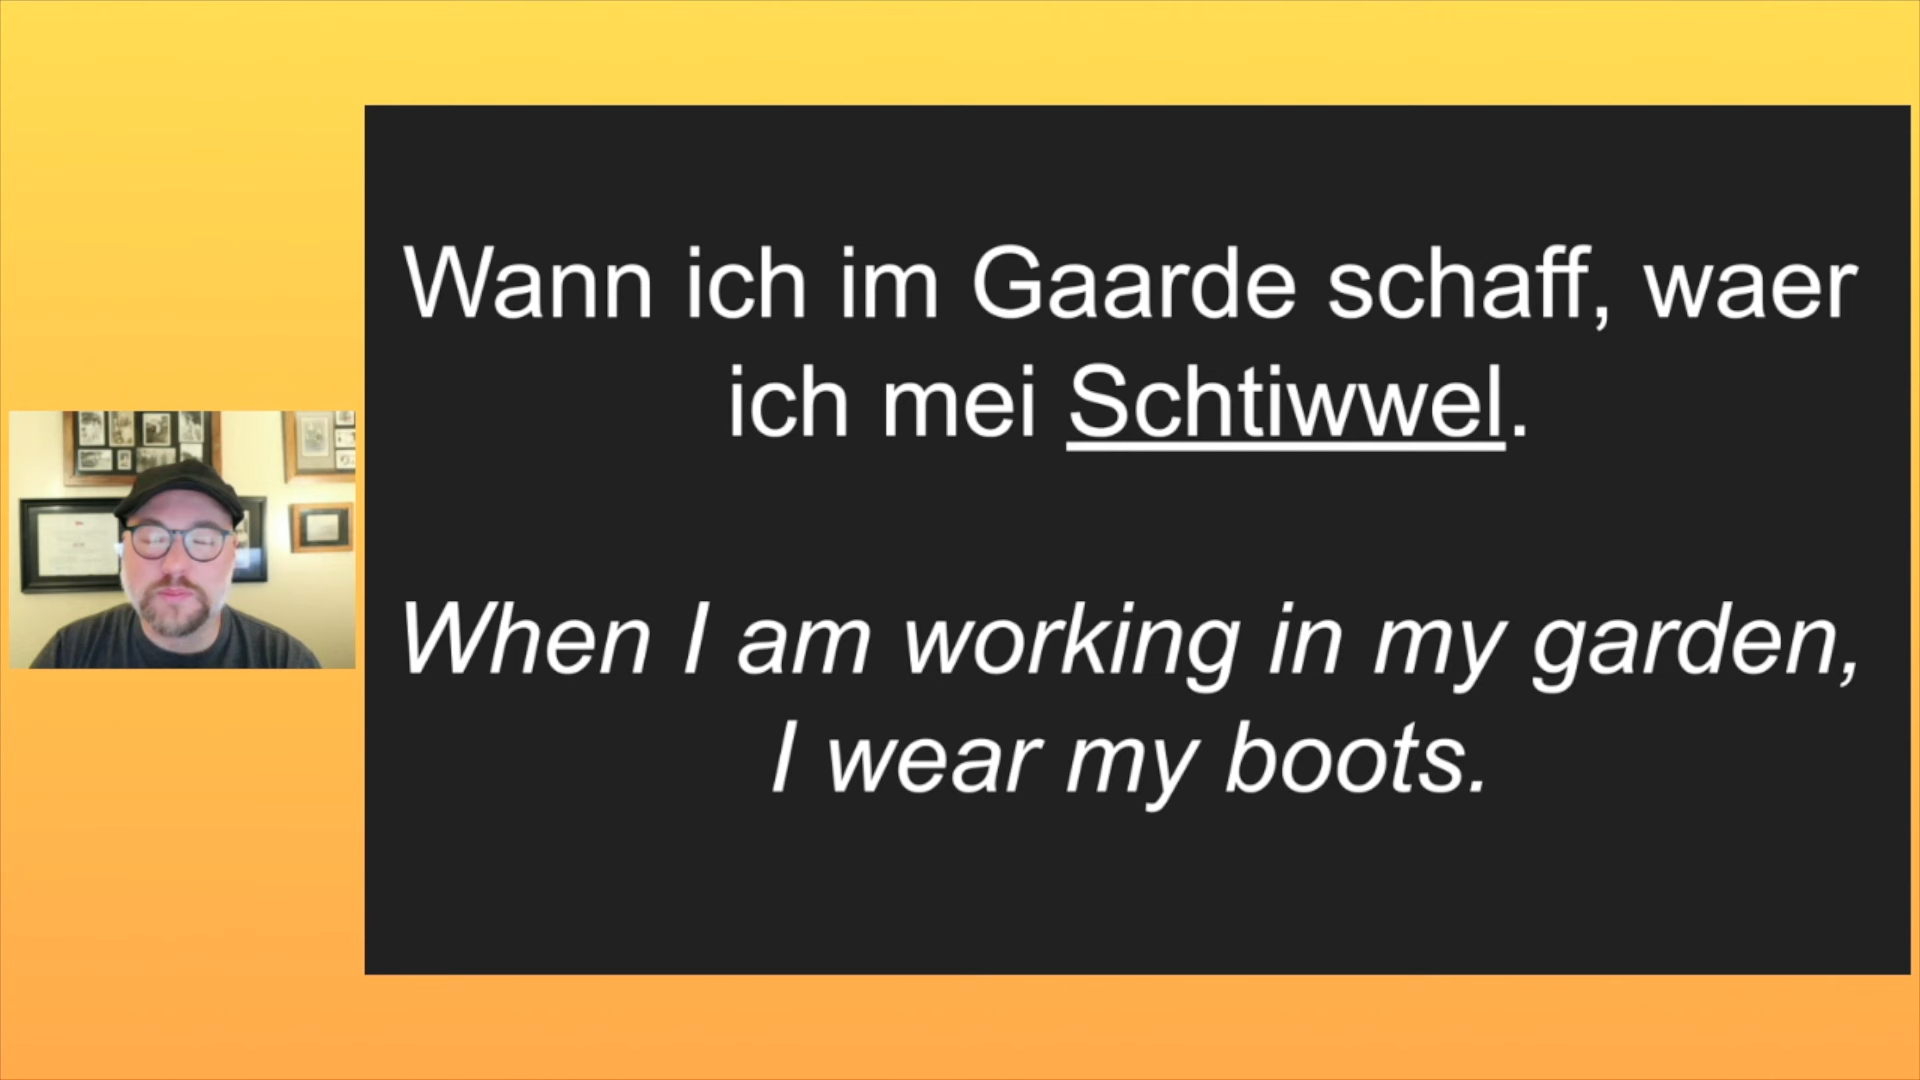 Wann ich im Gaarde schaff, waer
ich mei Schtiwwel.
When I am working in my garden,
I wear my boots.